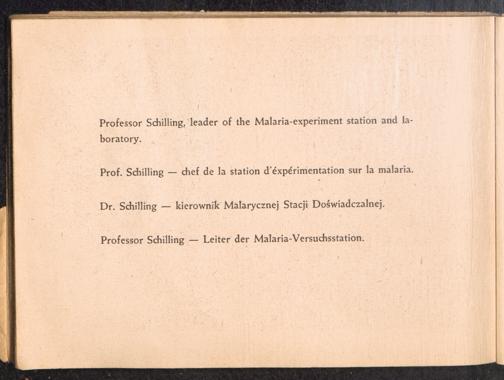 Professor Schilling, leader of the Malaria-experiment station and la-
boratory.
Prof. Schilling — chef de la station d'éxpérimentation sur la malaria.
Dr. Schilling — kierownik Malarycznej Stacji Doświadczalnej.
Professor Schilling — Leiter der Malaria-Versuchsstation.